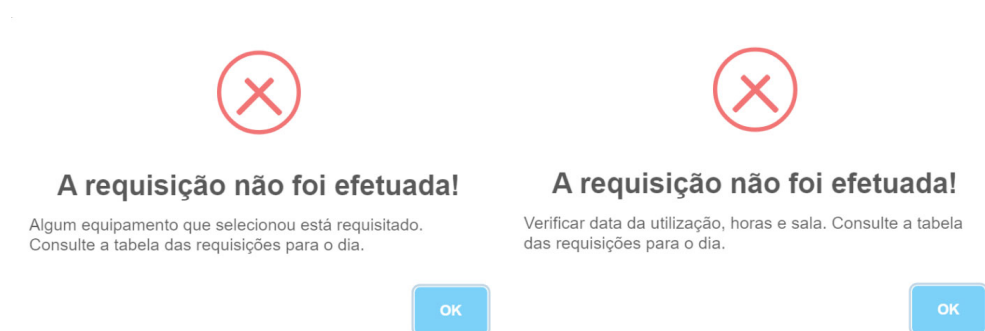 A requisição não foi efetuada!
Algum equipamento que selecionou está requisitado.
Consulte a tabela das requisições para o dia.
OK
A requisição não foi efetuada!
Verificar data da utilização, horas e sala. Consulte a tabela
das requisições para o dia.
OK